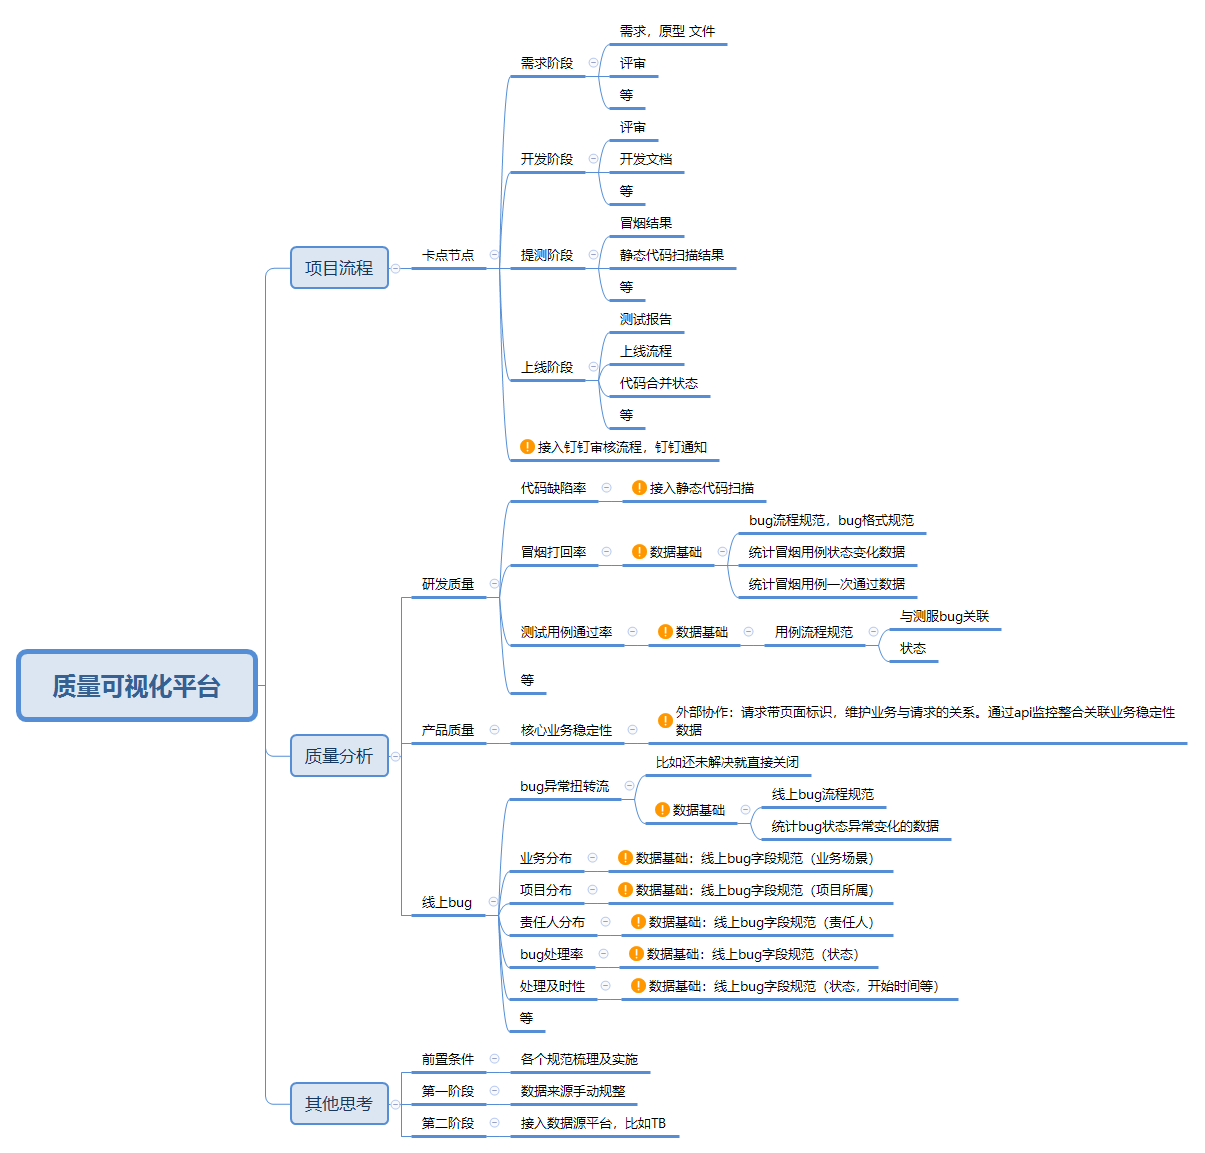 质量可视化平台
项目流程
卡点节点
需求阶段
需求，原型 文件
评审
等
开发阶段
评审
开发文档
等
提测阶段
冒烟结果
静态代码扫描结果
等
上线阶段
测试报告
上线流程
代码合并状态
等
接入钉钉审核流程，钉钉通知
质量分析
研发质量
代码缺陷率
接入静态代码扫描
冒烟打回率
数据基础
bug流程规范，bug格式规范
统计冒烟用例状态变化数据
统计冒烟用例一次通过数据
测试用例通过率
数据基础
用例流程规范
与测服bug关联
状态
等
产品质量
核心业务稳定性
外部协作：请求带页面标识，维护业务与请求的关系。通过api监控整合关联业务稳定性
数据
线上bug
bug异常扭转流
比如还未解决就直接关闭
数据基础
线上bug流程规范
统计bug状态异常变化的数据
业务分布
数据基础：线上bug字段规范（业务场景）
项目分布
数据基础：线上bug字段规范（项目所属）
责任人分布
数据基础：线上bug字段规范（责任人）
bug处理率
数据基础：线上bug字段规范（状态）
处理及时性
数据基础：线上bug字段规范（状态，开始时间等）
等
其他思考
前置条件
各个规范梳理及实施
第一阶段
数据来源手动规整
第二阶段
接入数据源平台，比如TB